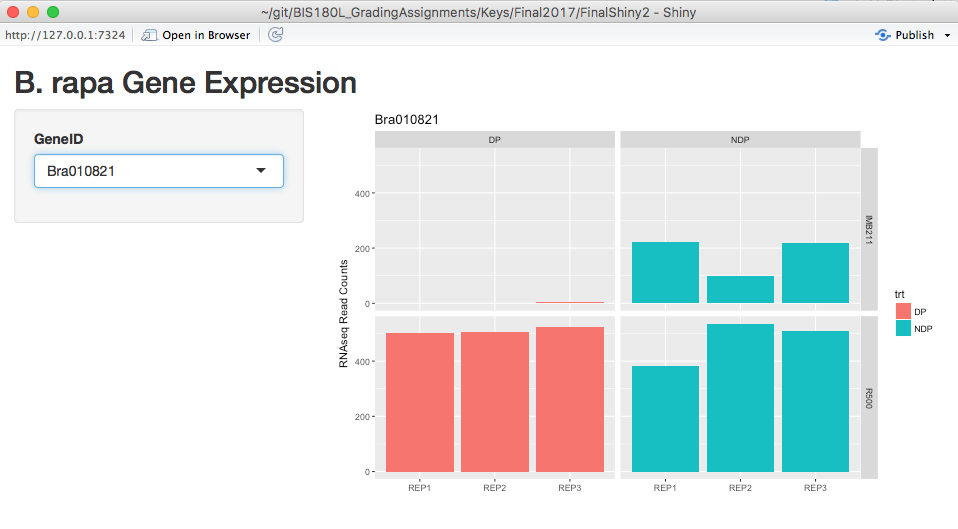 ~/git/BIS180L_GradingAssignments/Keys/Final2017/FinalShiny2 - Shiny
http://127.0.0.1:7324 Open in Browser Publish
B. rapa Gene Expression
GeneID
Bra010821
Bra010821
DP NDP
400
200
0
IMB211
RNAseq Read Counts
400
200
0
R500
REP1 REP2 REP3 REP1 REP2 REP3
trt
DP
NDP